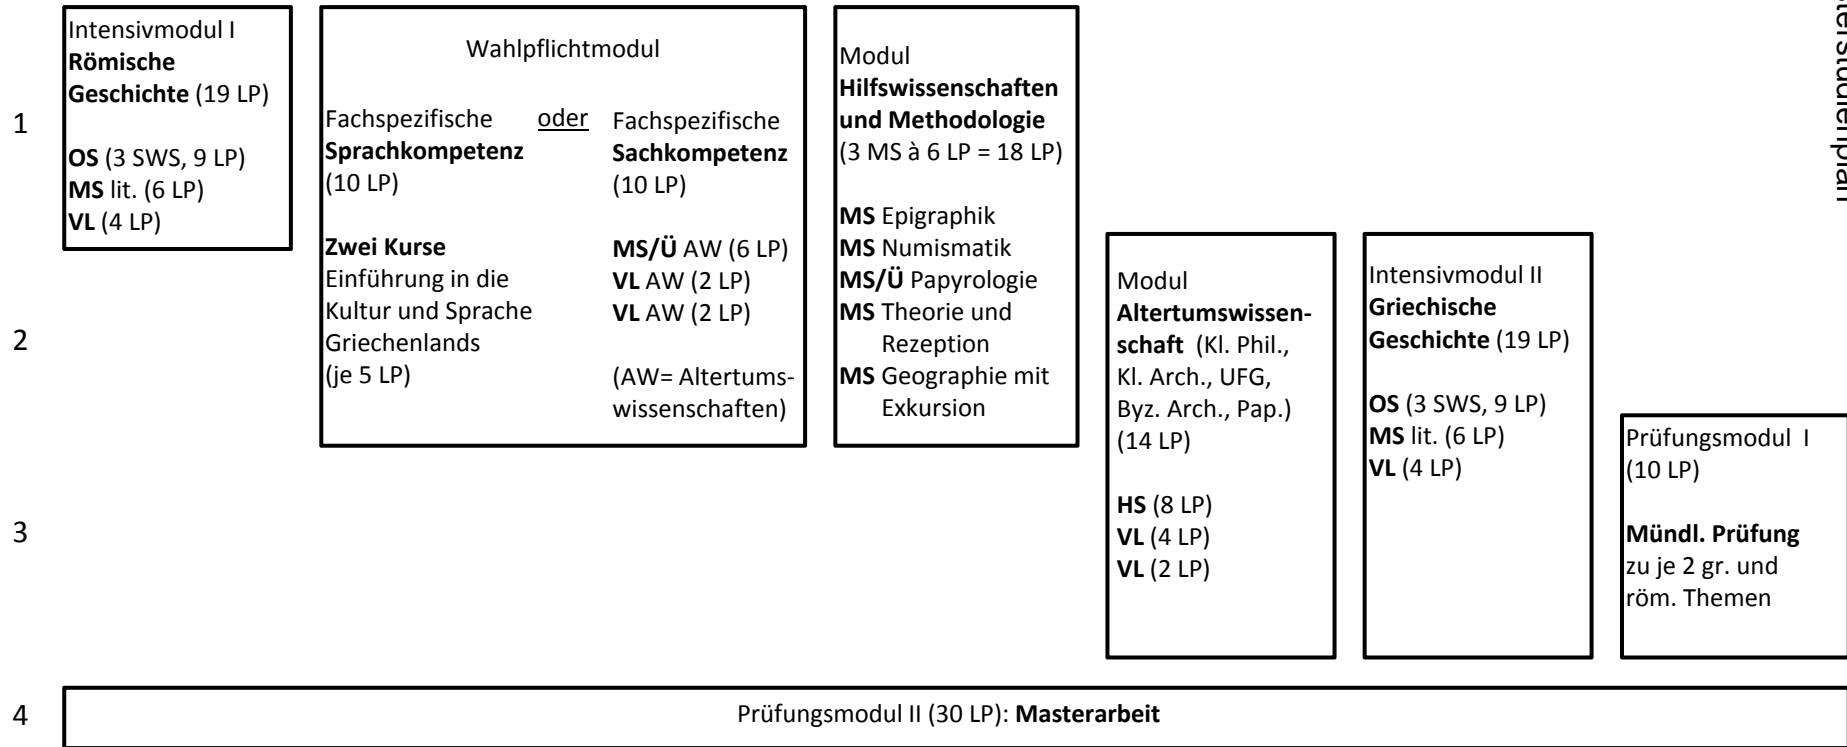 1
2
3
4
Intensivmodul I
Römische
Geschichte (19 LP)
OS (3 SWS, 9 LP)
MS lit. (6 LP)
VL (4 LP)
Wahlpflichtmodul
Fachspezifische
Sprachkompetenz
(10 LP)
Zwei Kurse
Einführung in die
Kultur und Sprache
Griechenlands
(je 5 LP)
oder
Fachspezifische
Sachkompetenz
(10 LP)
MS/Ü AW (6 LP)
VL AW (2 LP)
VL AW (2 LP)
(AW= Altertums-
wissenschaften)
Modul
Hilfswissenschaften
und Methodologie
(3 MS à 6 LP = 18 LP)
MS Epigraphik
MS Numismatik
MS/Ü Papyrologie
MS Theorie und
Rezeption
MS Geographie mit
Exkursion
Modul
Altertumswissen-
schaft (Kl. Phil.,
Kl. Arch., UFG,
Byz. Arch., Pap.)
(14 LP)
HS (8 LP)
VL (4 LP)
VL (2 LP)
Intensivmodul II
Griechische
Geschichte (19 LP)
OS (3 SWS, 9 LP)
MS lit. (6 LP)
VL (4 LP)
Prüfungsmodul I
(10 LP)
Mündl. Prüfung
zu je 2 gr. und
röm. Themen
Prüfungsmodul II (30 LP): Masterarbeit